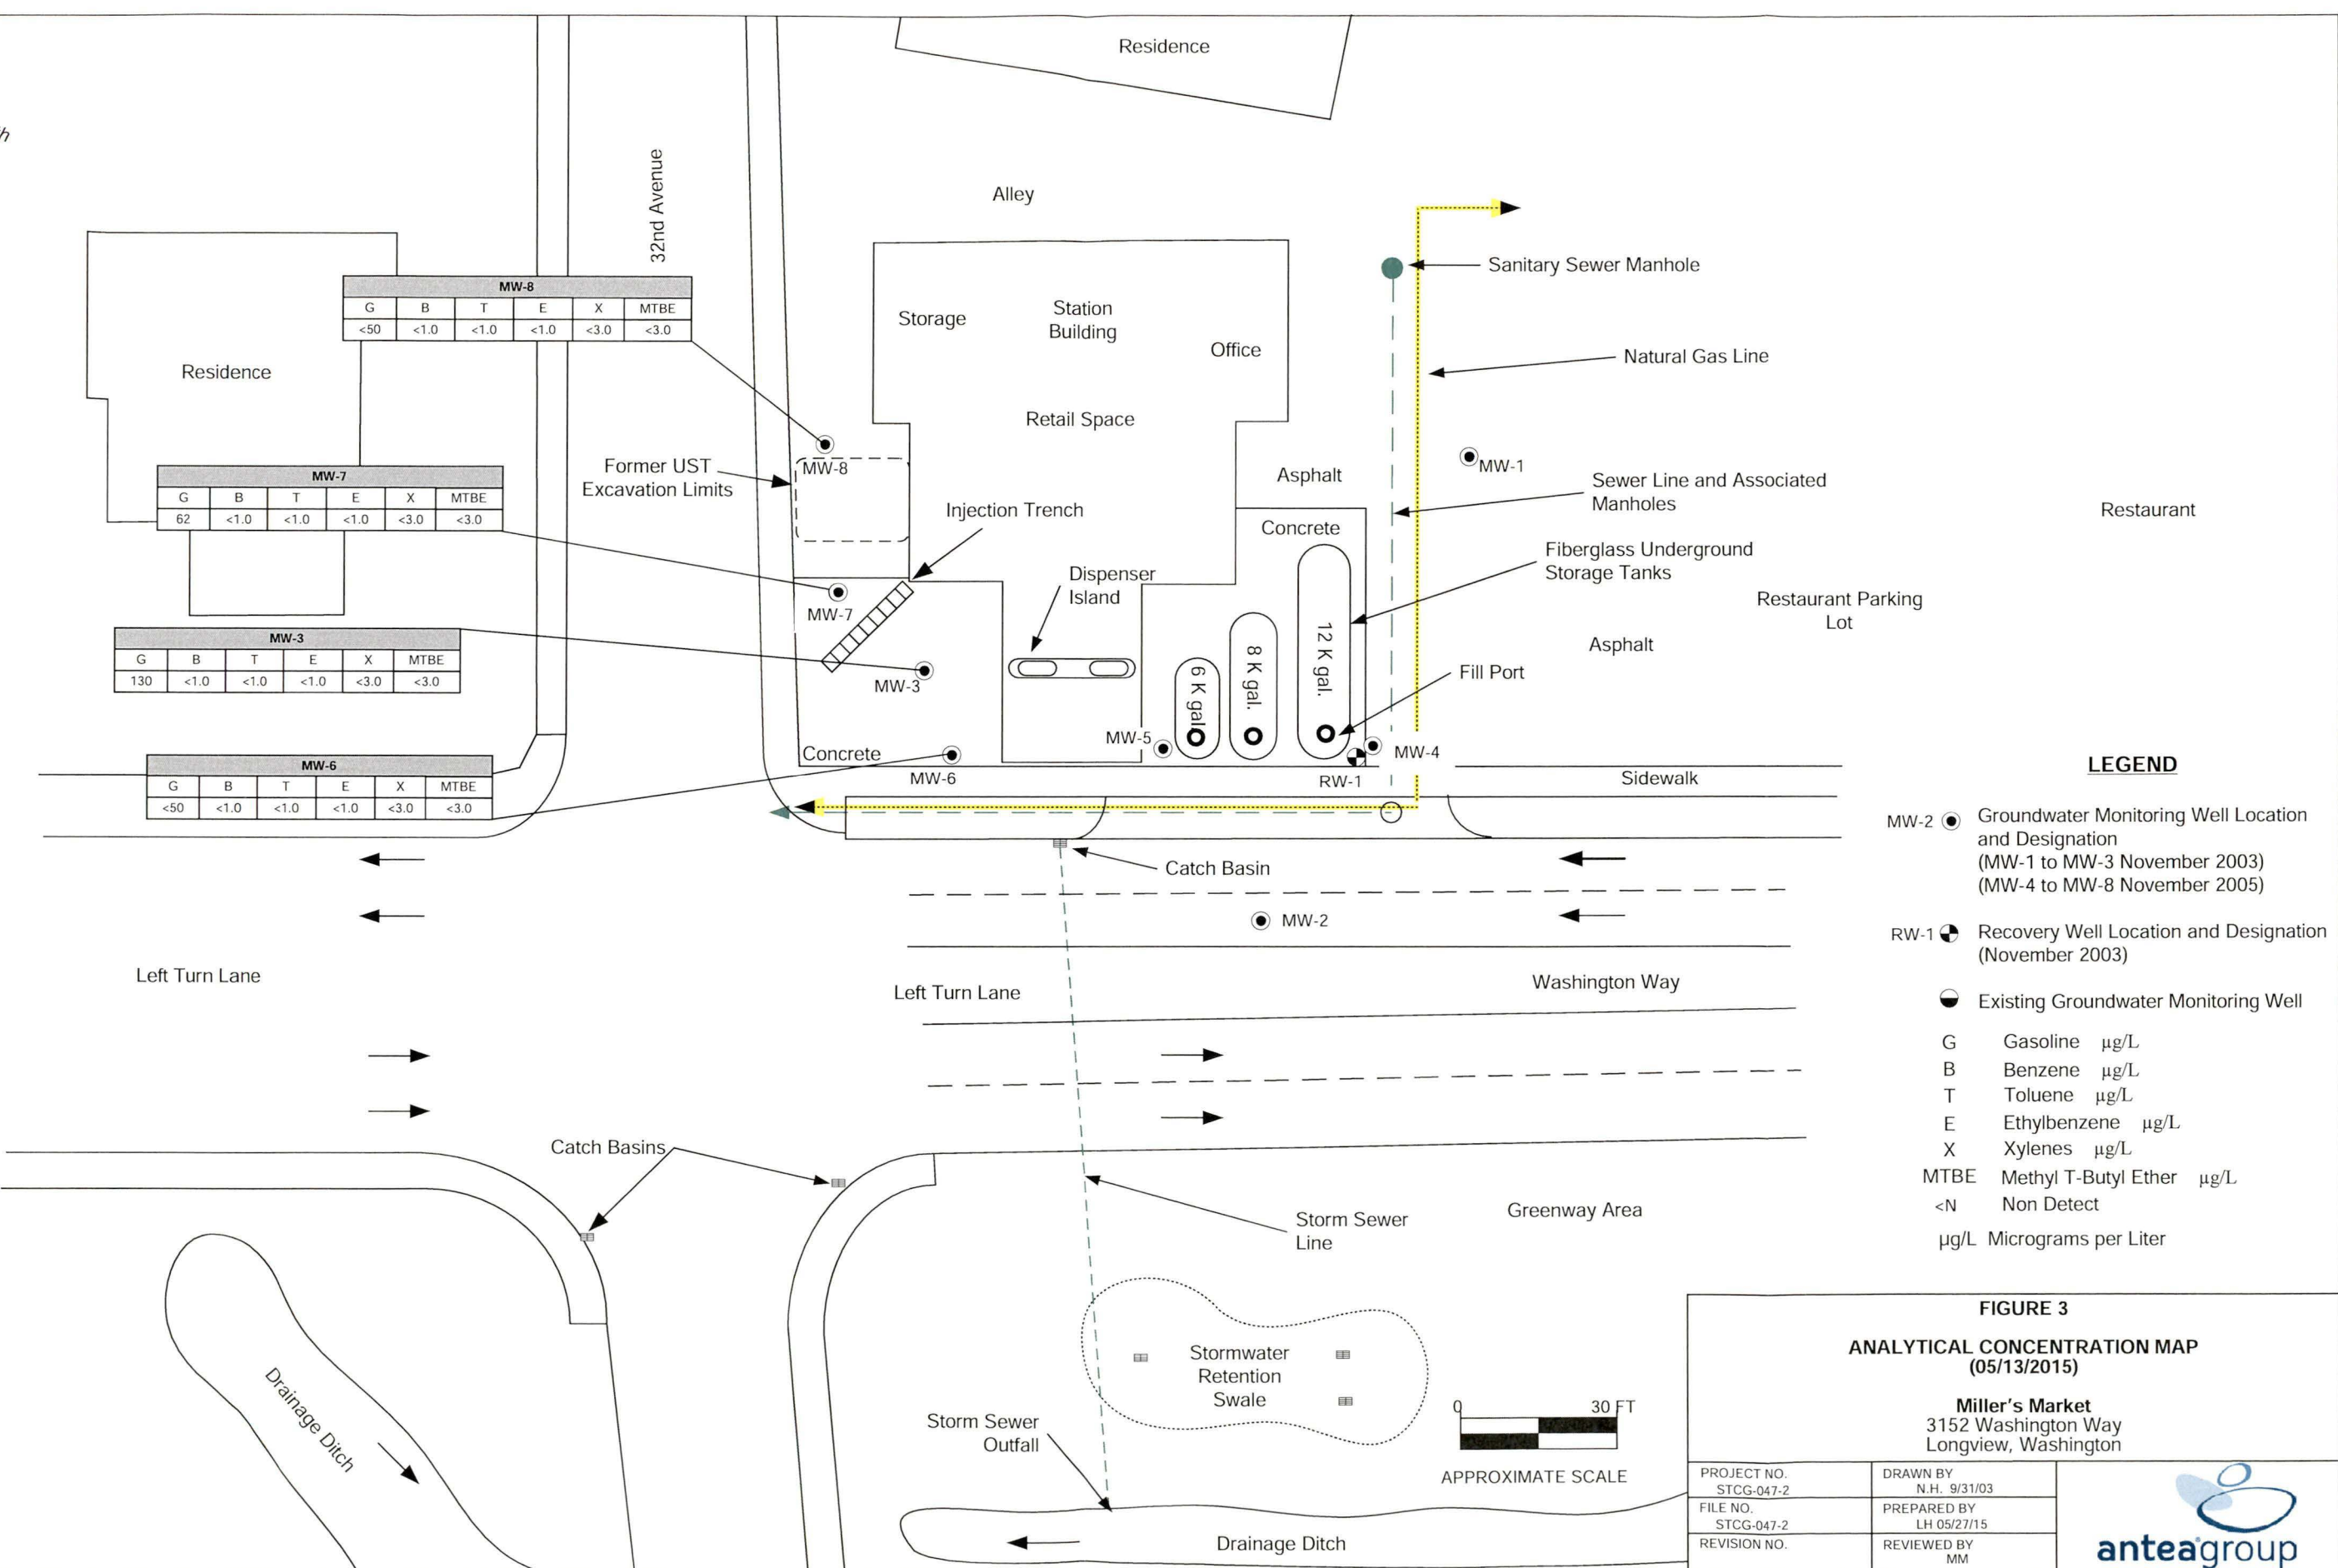 Residence
h
32nd Avenue
Alley
MW-8
G B T E X MTBE
<50 <1.0 <1.0 <1.0 <3.0 <3.0
Residence
Storage
Station
Building
Office
Retail Space
Sanitary Sewer Manhole
Natural Gas Line
MW-8
Former UST
Excavation Limits
MW-1
Asphalt
Sewer Line and Associated
Manholes
Restaurant
MW-7
G B T E X MTBE
62 <1.0 <1.0 <1.0 <3.0 <3.0
Injection Trench
Concrete
Fiberglass Underground
Storage Tanks
Dispenser
Island
MW-7
Restaurant Parking
Lot
Asphalt
MW-3
G B T E X MTBE
130 <1.0 <1.0 <1.0 <3.0 <3.0
MW-3
6 K gal.
8 K gal.
12 K gal.
Fill Port
MW-5
MW-4
Concrete
MW-6
RW-1
Sidewalk
MW-6
G B T E X MTBE
<50 <1.0 <1.0 <1.0 <3.0 <3.0
Catch Basin
MW-2
Left Turn Lane
Left Turn Lane
Washington Way
Catch Basins
Storm Sewer
Line
Greenway Area
Stormwater
Retention
Swale
Drainage Ditch
Storm Sewer
Outfall
0 30 FT
APPROXIMATE SCALE
Drainage Ditch
LEGEND
MW-2 Groundwater Monitoring Well Location
and Designation
(MW-1 to MW-3 November 2003)
(MW-4 to MW-8 November 2005)
RW-1 Recovery Well Location and Designation
(November 2003)
Existing Groundwater Monitoring Well
G Gasoline µg/L
B Benzene µg/L
T Toluene µg/L
E Ethylbenzene µg/L
X Xylenes µg/L
MTBE Methyl T-Butyl Ether µg/L
<N Non Detect
µg/L Micrograms per Liter
FIGURE 3
ANALYTICAL CONCENTRATION MAP
(05/13/2015)
Miller's Market
3152 Washington Way
Longview, Washington
PROJECT NO.
STCG-047-2
DRAWN BY
N.H. 9/31/03
FILE NO.
STCG-047-2
PREPARED BY
LH 05/27/15
REVISION NO.
REVIEWED BY
MM
anteagroup